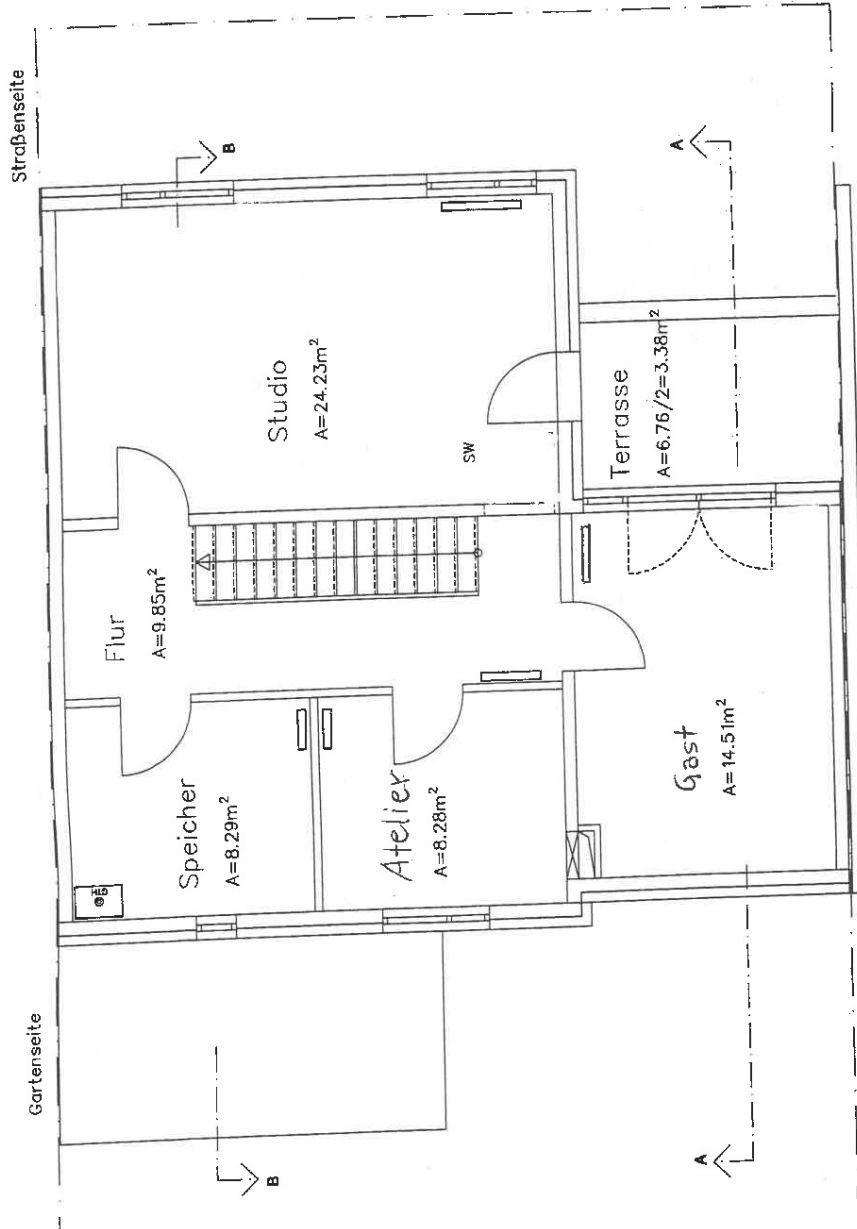 Straßenseite
Gartenseite
B
B
A
A
Studio
A=24.23m²
Flur
A=9.85m²
Speicher
A=8.29m²
Atelier
A=8.28m²
SW
Terrasse
A=6.76/2=3.38m²
Gast
A=14.51m²